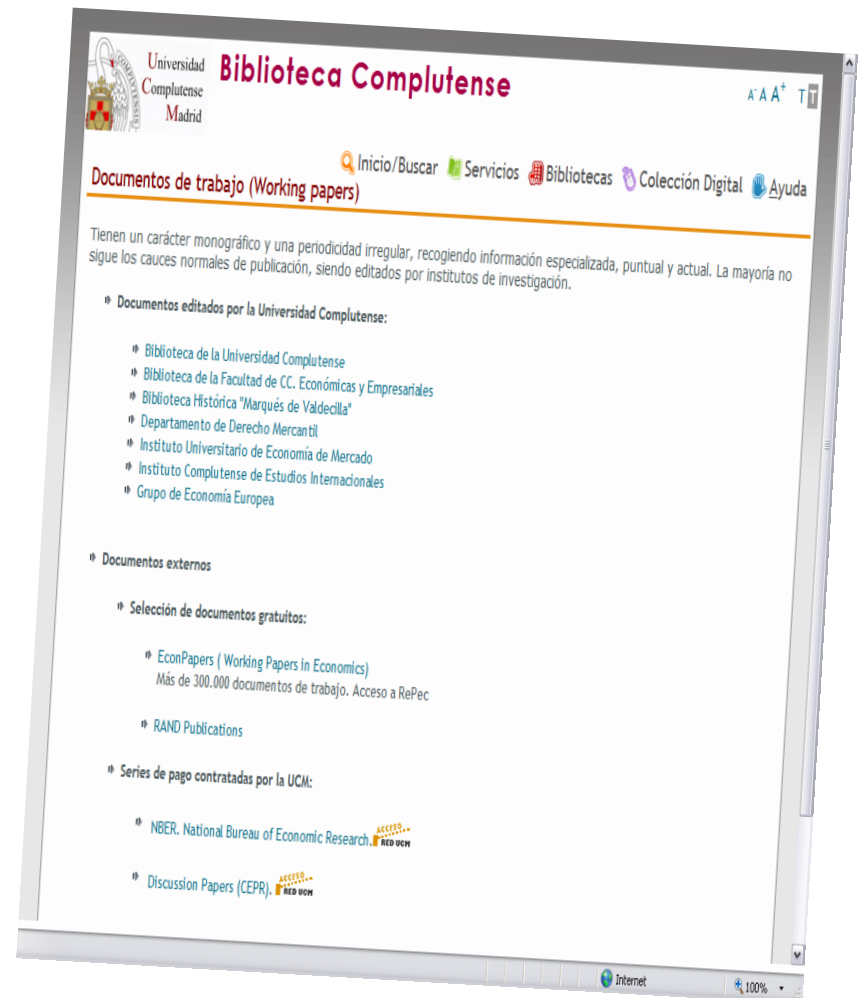 Universidad
Complutense
Madrid
Biblioteca Complutense
A- A A+ T T
Inicio/Buscar Servicios Bibliotecas Colección Digital Ayuda
Documentos de trabajo (Working papers)
Tienen un carácter monográfico y una periodicidad irregular, recogiendo información especializada, puntual y actual. La mayoría no
sigue los cauces normales de publicación, siendo editados por institutos de investigación.
Documentos editados por la Universidad Complutense:
Biblioteca de la Universidad Complutense
Biblioteca de la Facultad de CC. Económicas y Empresariales
Biblioteca Histórica "Marqués de Valdecilla"
Departamento de Derecho Mercantil
Instituto Universitario de Economía de Mercado
Instituto Complutense de Estudios Internacionales
Grupo de Economía Europea
Documentos externos
Selección de documentos gratuitos:
EconPapers ( Working Papers in Economics)
Más de 300.000 documentos de trabajo. Acceso a RePec
RAND Publications
Series de pago contratadas por la UCM:
NBER. National Bureau of Economic Research. ACCESO RED UCM
Discussion Papers (CEPR). ACCESO RED UCM
Internet 100%